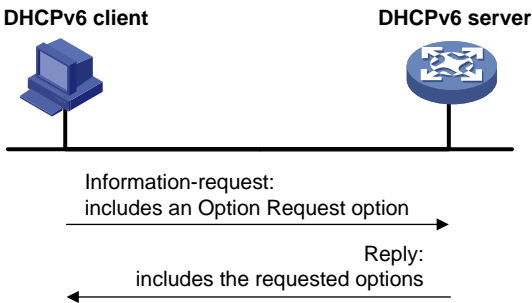 DHCPv6 client
DHCPv6 server
Information-request:
includes an Option Request option
Reply:
includes the requested options